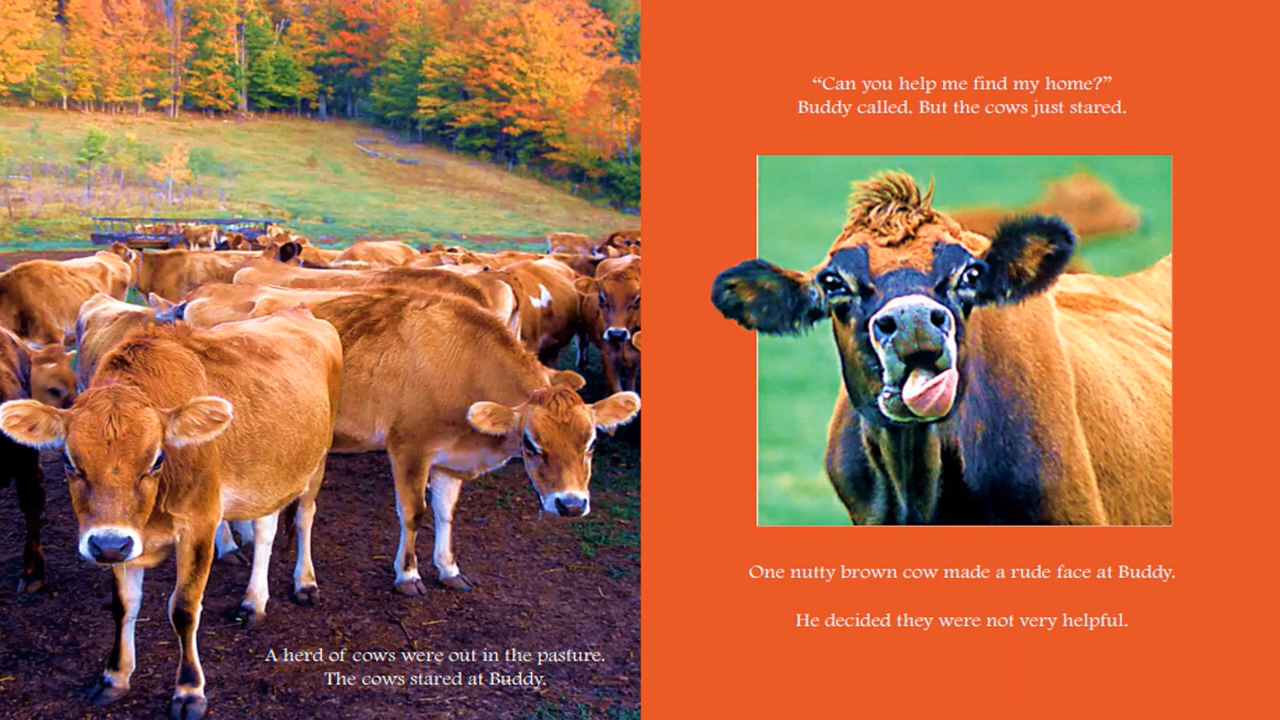 A herd of cows were out in the pasture.
The cows stared at Buddy.
“Can you help me find my home?”
Buddy called. But the cows just stared.
One nutty brown cow made a rude face at Buddy.
He decided they were not very helpful.